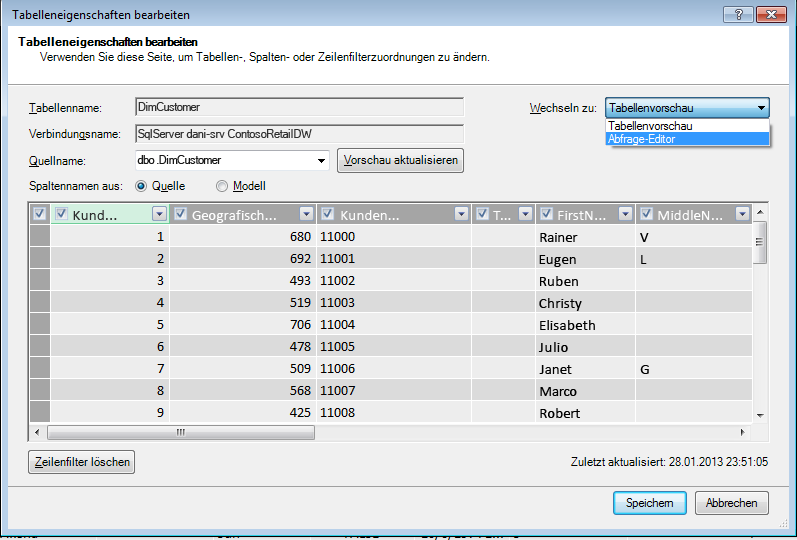 Tabelleneigenschaften bearbeiten
Tabelleneigenschaften bearbeiten
Verwenden Sie diese Seite, um Tabellen-, Spalten- oder Zeilenfilterzuordnungen zu ändern.
Tabellenname: DimCustomer Wechseln zu: Tabellenvorschau
Tabellenvorschau
Verbindungsname: SqlServer dani-srv ContosoRetailDW
Abfrage-Editor
Quellname: dbo .DimCustomer Vorschau aktualisieren
Spaltennamen aus: Quelle Modell
Kund... Geografisch... Kunden... T... FirstN... MiddleN...
1 680 11000 Rainer V
2 692 11001 Eugen L
3 493 11002 Ruben
4 519 11003 Christy
5 706 11004 Elisabeth
6 478 11005 Julio
7 509 11006 Janet G
8 568 11007 Marco
9 425 11008 Robert
Zeilenfilter löschen Zuletzt aktualisiert: 28.01.2013 23:51:05
Speichern Abbrechen